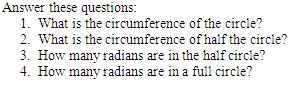 Answer these questions:
1. What is the circumference of the circle?
2. What is the circumference of half the circle?
3. How many radians are in the half circle?
4. How many radians are in a full circle?